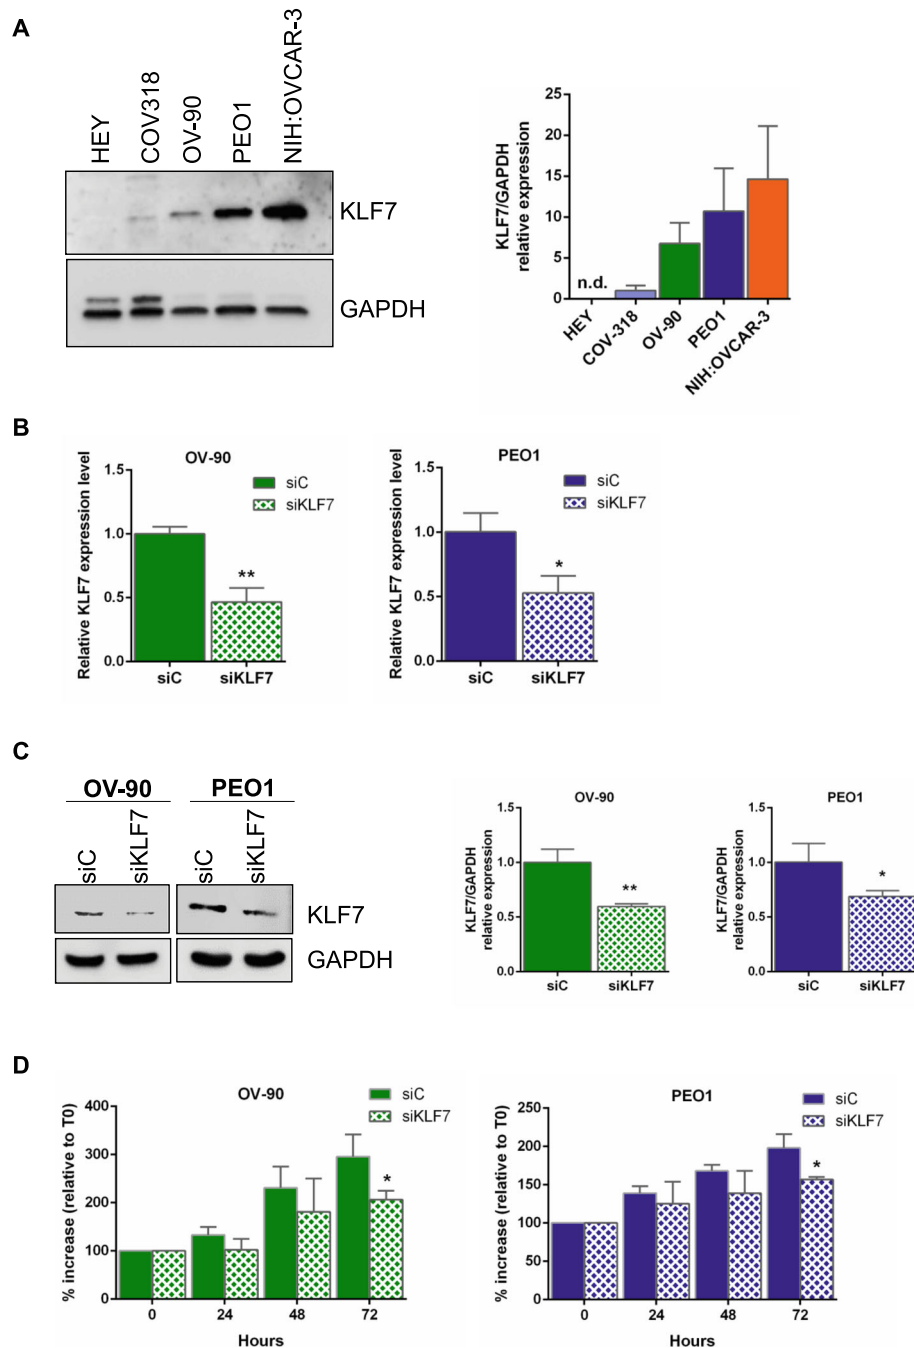 A
HEY
COV318
OV-90
PEO1
NIH:OVCAR-3
KLF7
GAPDH
KLF7/GAPDH
relative expression
25
20
15
10
5
0
n.d.
HEY
COV-318
OV-90
PEO1
NIH:OVCAR-3
B
OV-90
Relative KLF7 expression level
1.5
1.0
0.5
0.0
siC
siKLF7
**
siC
siKLF7
PEO1
Relative KLF7 expression level
1.5
1.0
0.5
0.0
siC
siKLF7
*
siC
siKLF7
C
OV-90
PEO1
siC
siKLF7
siC
siKLF7
KLF7
GAPDH
OV-90
KLF7/GAPDH
relative expression
1.5
1.0
0.5
0.0
**
siC
siKLF7
PEO1
KLF7/GAPDH
relative expression
1.5
1.0
0.5
0.0
*
siC
siKLF7
D
OV-90
% increase (relative to T0)
400
300
200
100
0
siC
siKLF7
*
0
24
48
72
Hours
PEO1
% increase (relative to T0)
250
200
150
100
50
0
siC
siKLF7
*
0
24
48
72
Hours